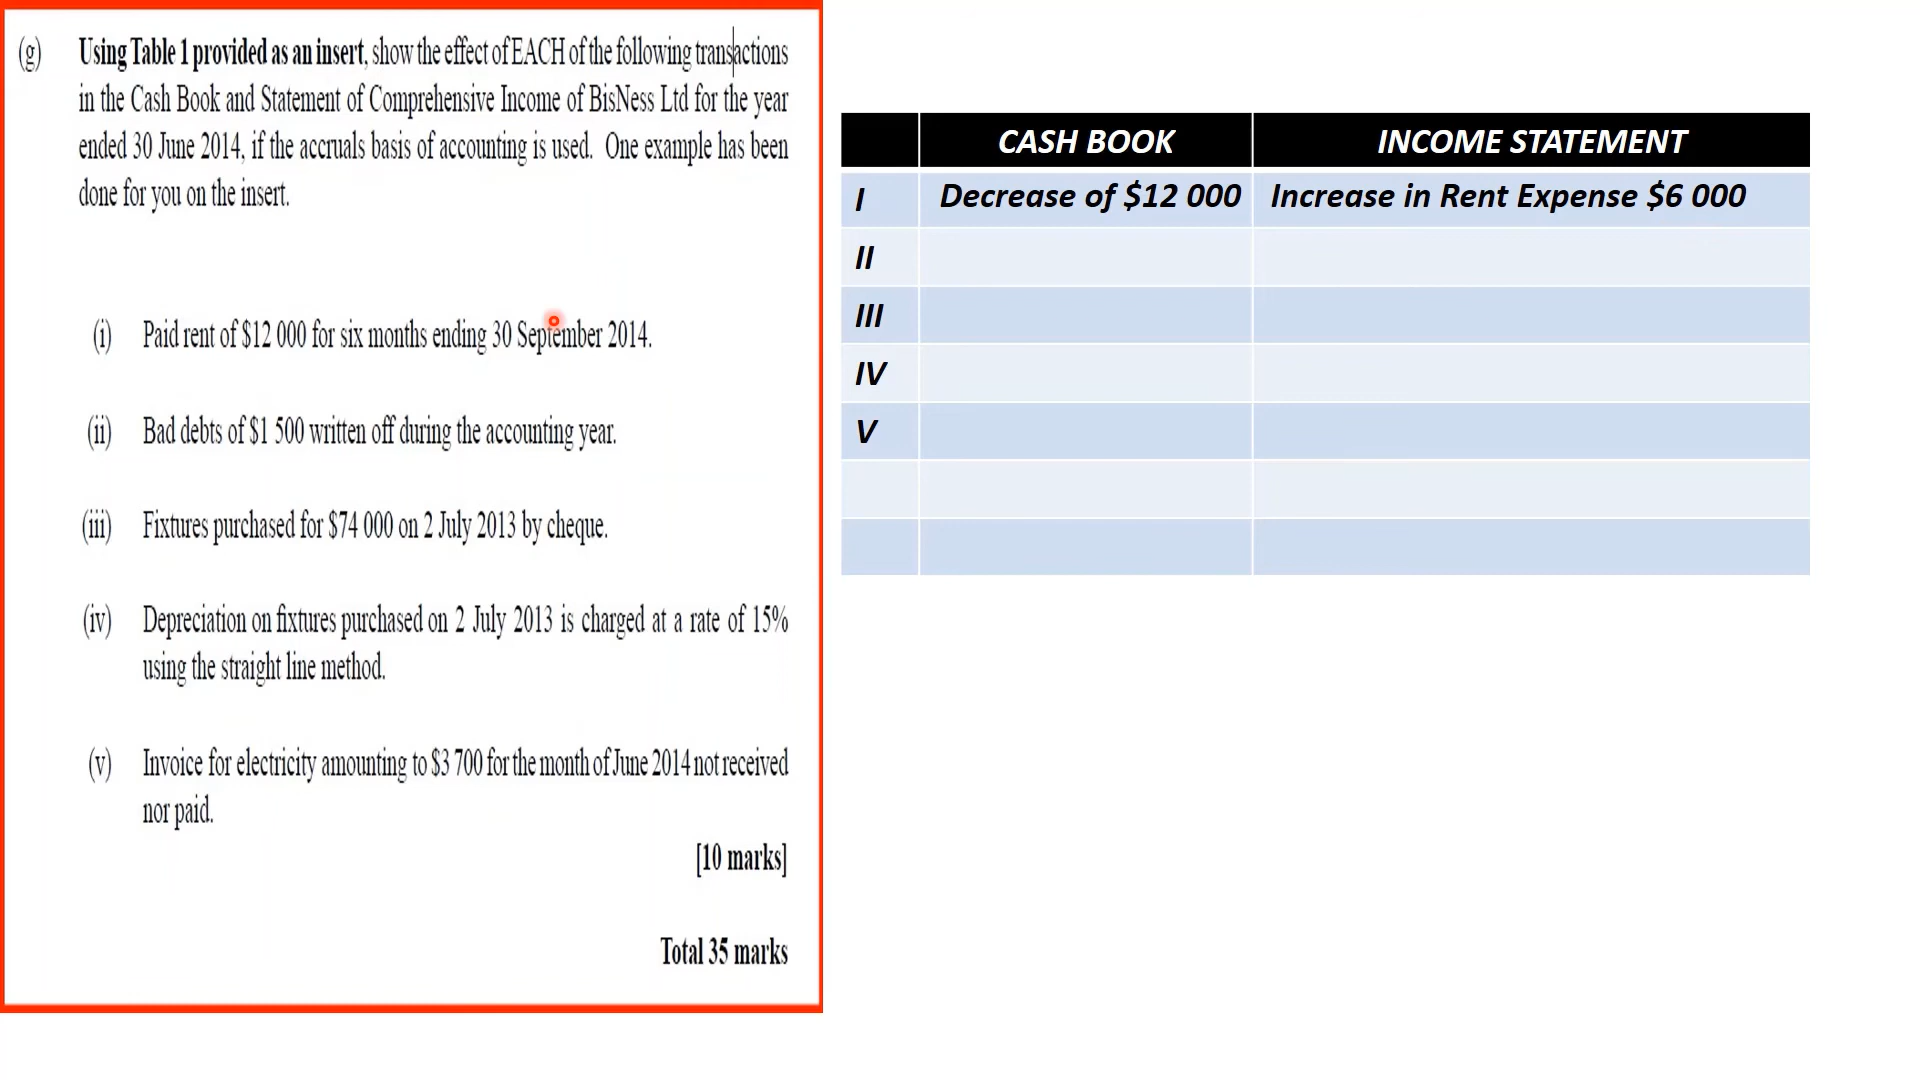 (g) Using Table 1 provided as an insert, show the effect of EACH of the following transactions
in the Cash Book and Statement of Comprehensive Income of BisNess Ltd for the year
ended 30 June 2014, if the accruals basis of accounting is used. One example has been
done for you on the insert.
(i) Paid rent of $12 000 for six months ending 30 September 2014.
(ii) Bad debts of $1 500 written off during the accounting year.
(iii) Fixtures purchased for $74 000 on 2 July 2013 by cheque.
(iv) Depreciation on fixtures purchased on 2 July 2013 is charged at a rate of 15%
using the straight line method.
(v) Invoice for electricity amounting to $3 700 for the month of June 2014 not received
nor paid.
[10 marks]
Total 35 marks
CASH BOOK INCOME STATEMENT
I Decrease of $12 000 Increase in Rent Expense $6 000
II
III
IV
V